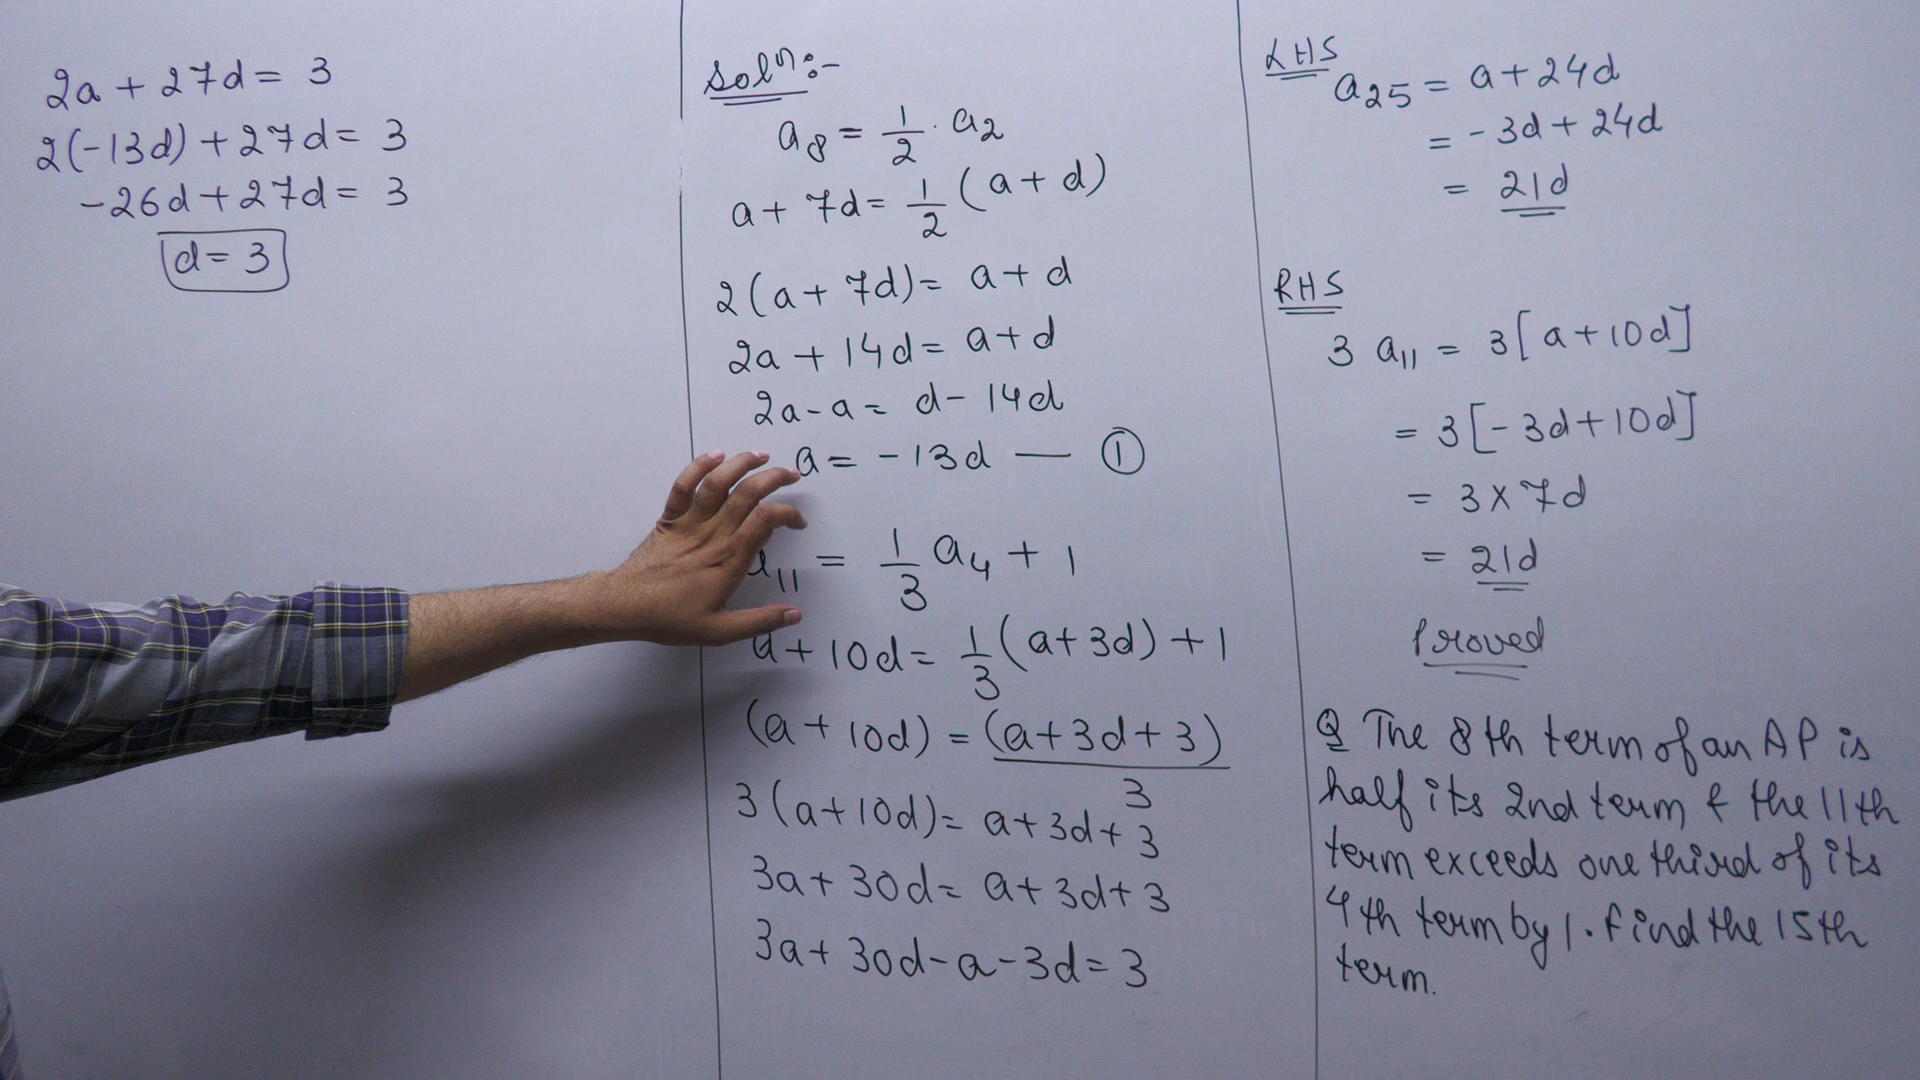 2a + 27d = 3
2(-13d) + 27d = 3
-26d + 27d = 3
d = 3
Solⁿ:-
a₈ = 1/2 · a₂
a + 7d = 1/2 (a + d)
2(a + 7d) = a + d
2a + 14d = a + d
2a - a = d - 14d
a = -13d — ①
₁₁ = 1/3 a₄ + 1
a + 10d = 1/3 (a + 3d) + 1
(a + 10d) = (a + 3d + 3)/3
3(a + 10d) = a + 3d + 3
3a + 30d = a + 3d + 3
3a + 30d - a - 3d = 3
LHS
a₂₅ = a + 24d
= -3d + 24d
= 21d
RHS
3 a₁₁ = 3[a + 10d]
= 3[-3d + 10d]
= 3 × 7d
= 21d
Proved
Q The 8th term of an AP is
half its 2nd term & the 11th
term exceeds one third of its
4th term by 1. Find the 15th
term.